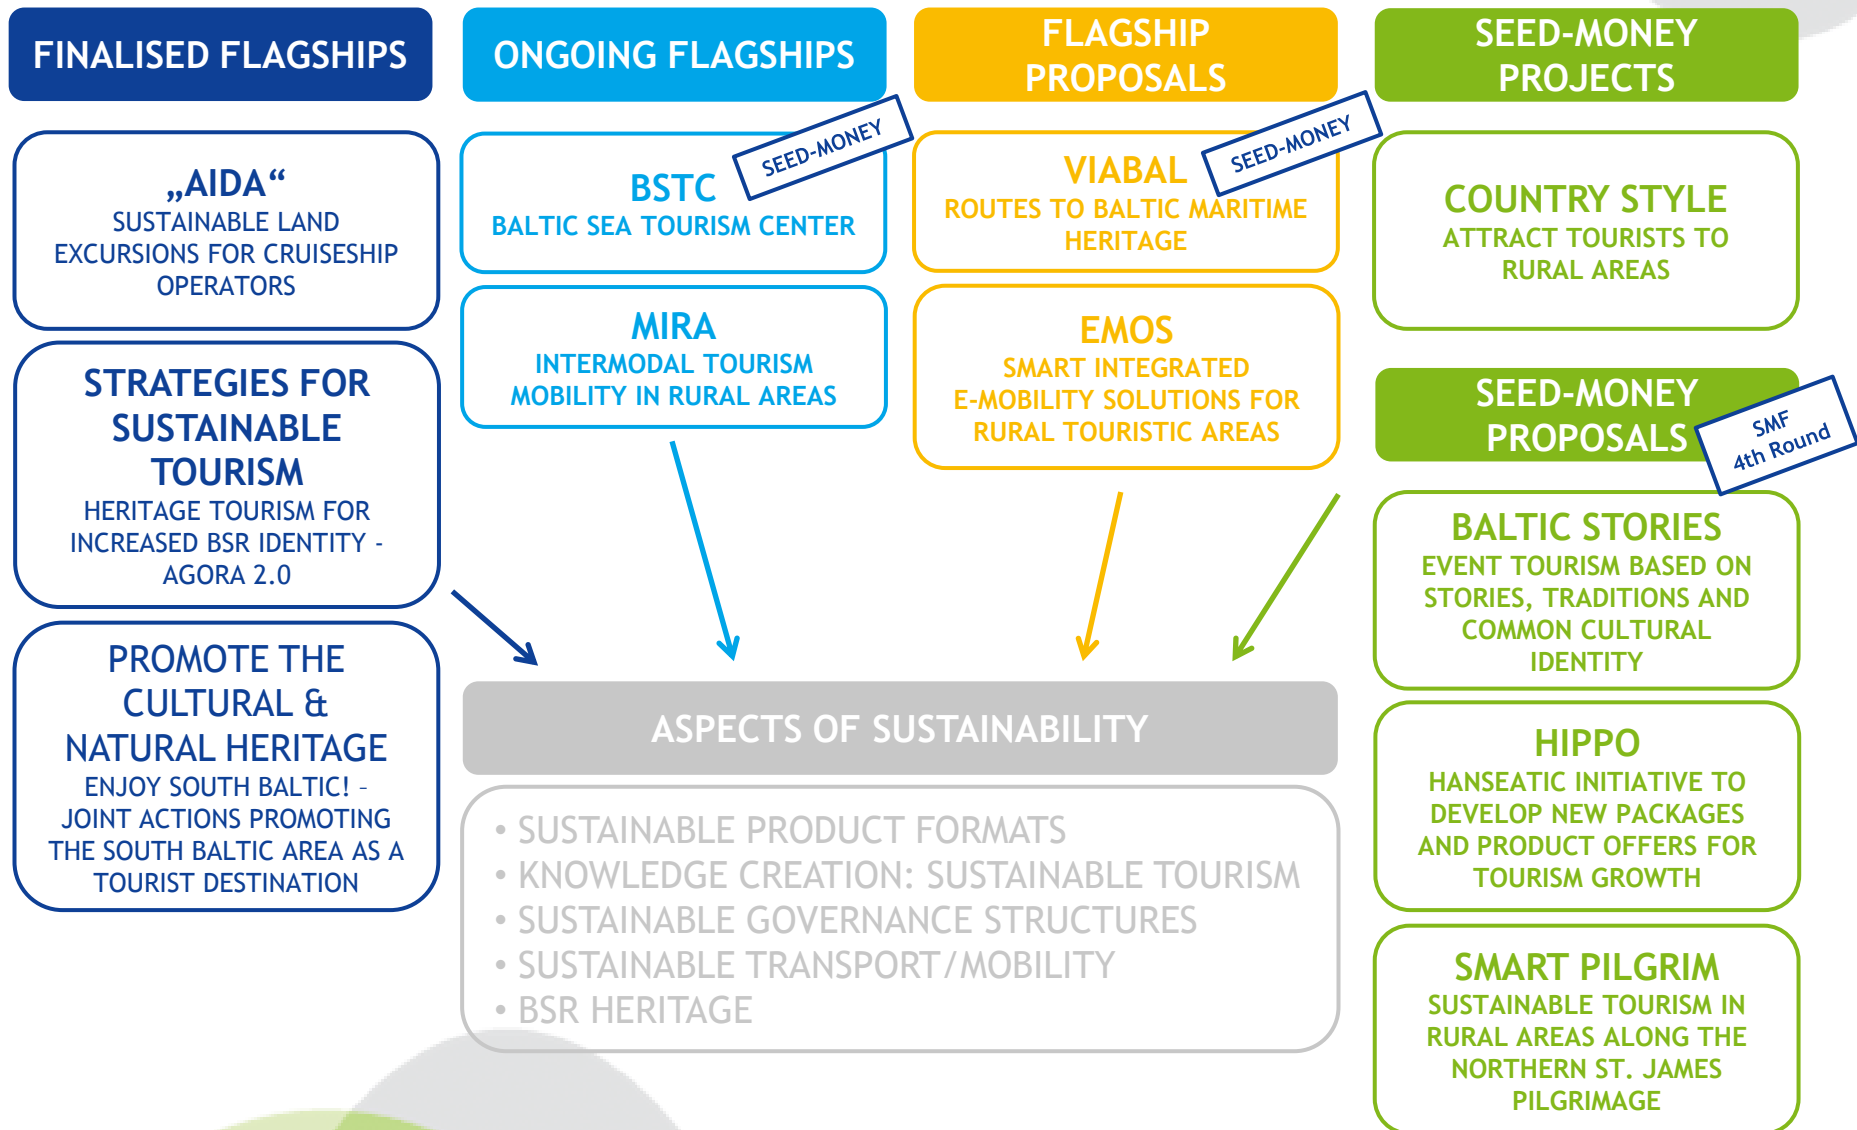 FINALISED FLAGSHIPS
„AIDA“
SUSTAINABLE LAND
EXCURSIONS FOR CRUISESHIP
OPERATORS
STRATEGIES FOR
SUSTAINABLE
TOURISM
HERITAGE TOURISM FOR
INCREASED BSR IDENTITY -
AGORA 2.0
PROMOTE THE
CULTURAL &
NATURAL HERITAGE
ENJOY SOUTH BALTIC! –
JOINT ACTIONS PROMOTING
THE SOUTH BALTIC AREA AS A
TOURIST DESTINATION
ONGOING FLAGSHIPS
SEED-MONEY
BSTC
BALTIC SEA TOURISM CENTER
MIRA
INTERMODAL TOURISM
MOBILITY IN RURAL AREAS
FLAGSHIP
PROPOSALS
SEED-MONEY
VIABAL
ROUTES TO BALTIC MARITIME
HERITAGE
EMOS
SMART INTEGRATED
E-MOBILITY SOLUTIONS FOR
RURAL TOURISTIC AREAS
SEED-MONEY
PROJECTS
COUNTRY STYLE
ATTRACT TOURISTS TO
RURAL AREAS
SEED-MONEY
PROPOSALS
SMF
4th Round
BALTIC STORIES
EVENT TOURISM BASED ON
STORIES, TRADITIONS AND
COMMON CULTURAL
IDENTITY
HIPPO
HANSEATIC INITIATIVE TO
DEVELOP NEW PACKAGES
AND PRODUCT OFFERS FOR
TOURISM GROWTH
SMART PILGRIM
SUSTAINABLE TOURISM IN
RURAL AREAS ALONG THE
NORTHERN ST. JAMES
PILGRIMAGE
ASPECTS OF SUSTAINABILITY
• SUSTAINABLE PRODUCT FORMATS
• KNOWLEDGE CREATION: SUSTAINABLE TOURISM
• SUSTAINABLE GOVERNANCE STRUCTURES
• SUSTAINABLE TRANSPORT/MOBILITY
• BSR HERITAGE